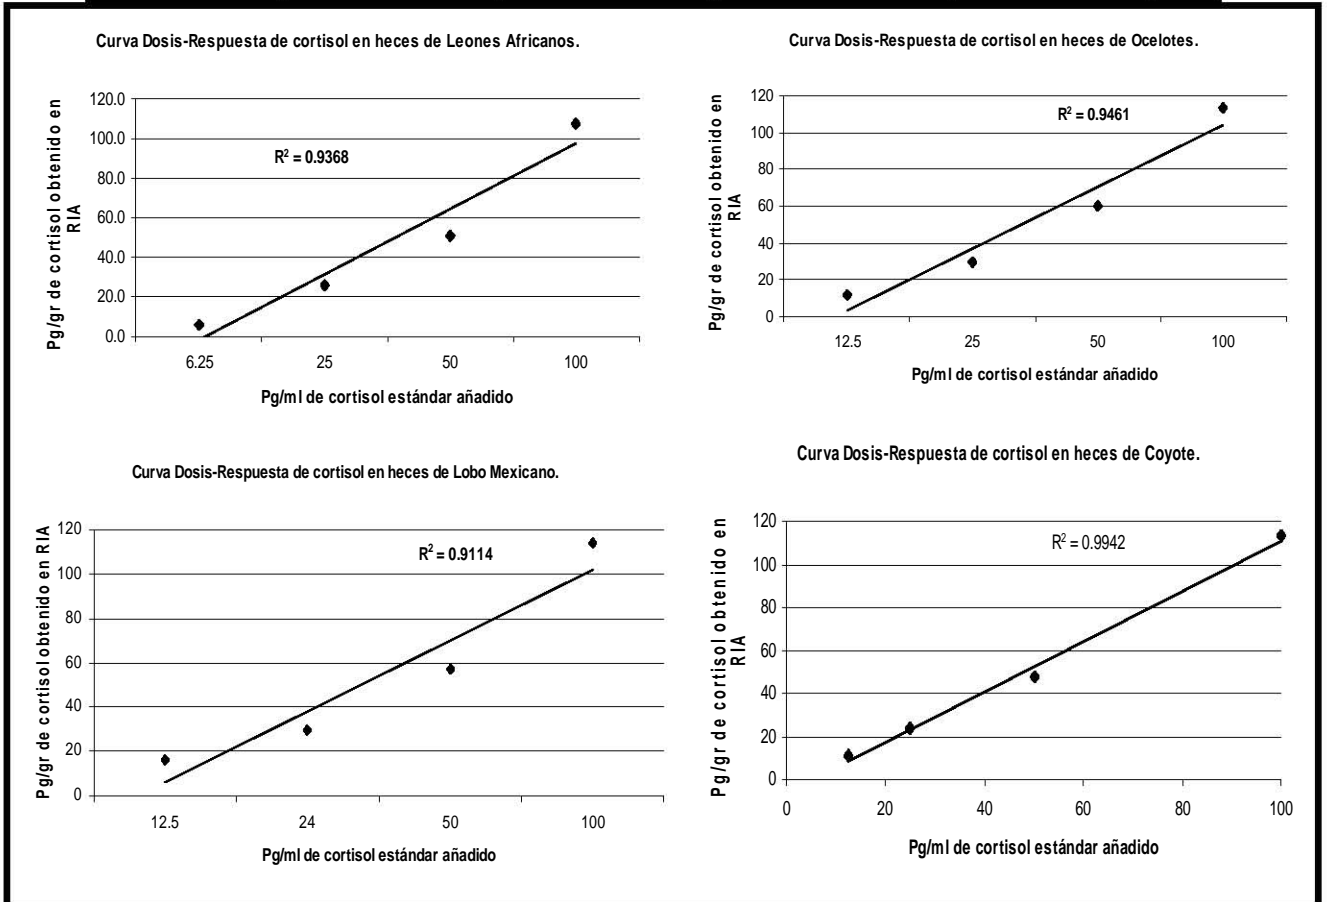 Curva Dosis-Respuesta de cortisol en heces de Leones Africanos.
Pg/gr de cortisol obtenido en
RIA
120.0
100.0
80.0
60.0
40.0
20.0
0.0
R² = 0.9368
6.25 25 50 100
Pg/ml de cortisol estándar añadido
Curva Dosis-Respuesta de cortisol en heces de Ocelotes.
Pg/gr de cortisol obtenido en
RIA
120
100
80
60
40
20
0
R² = 0.9461
12.5 25 50 100
Pg/ml de cortisol estándar añadido
Curva Dosis-Respuesta de cortisol en heces de Lobo Mexicano.
Pg/gr de cortisol obtenido en RIA
120
100
80
60
40
20
0
R² = 0.9114
12.5 24 50 100
Pg/ml de cortisol estándar añadido
Curva Dosis-Respuesta de cortisol en heces de Coyote.
Pg/gr de cortisol obtenido en
RIA
120
100
80
60
40
20
0
R² = 0.9942
0 20 40 60 80 100
Pg/ml de cortisol estándar añadido